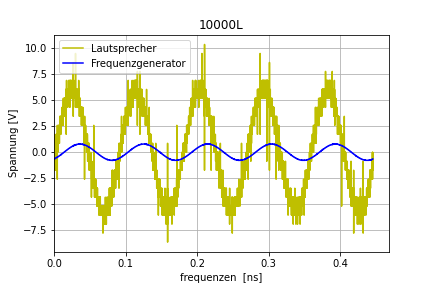 10000L
Lautsprecher
Frequenzgenerator
Spannung [V]
10.0
7.5
5.0
2.5
0.0
−2.5
−5.0
−7.5
0.0 0.1 0.2 0.3 0.4
frequenzen [ns]